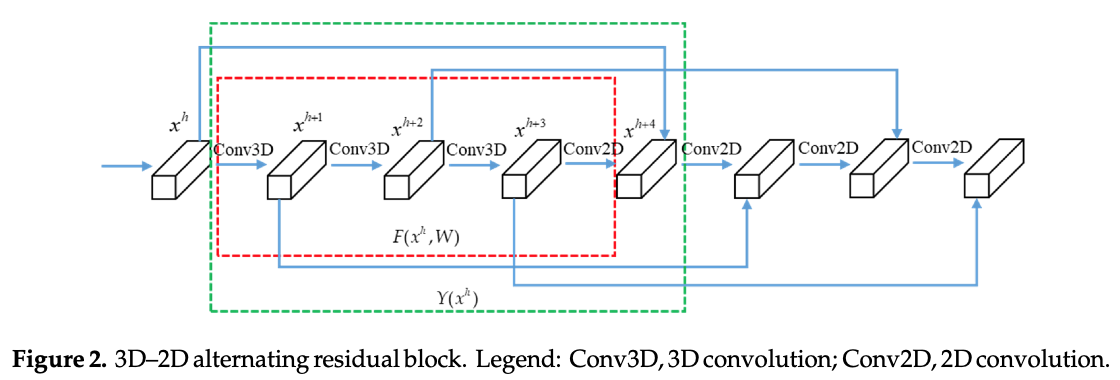 x^h x^{h+1} x^{h+2} x^{h+3} x^{h+4}
Conv3D Conv3D Conv3D Conv2D Conv2D Conv2D Conv2D
F(x^h,W)
Y(x^h)
Figure 2. 3D–2D alternating residual block. Legend: Conv3D, 3D convolution; Conv2D, 2D convolution.